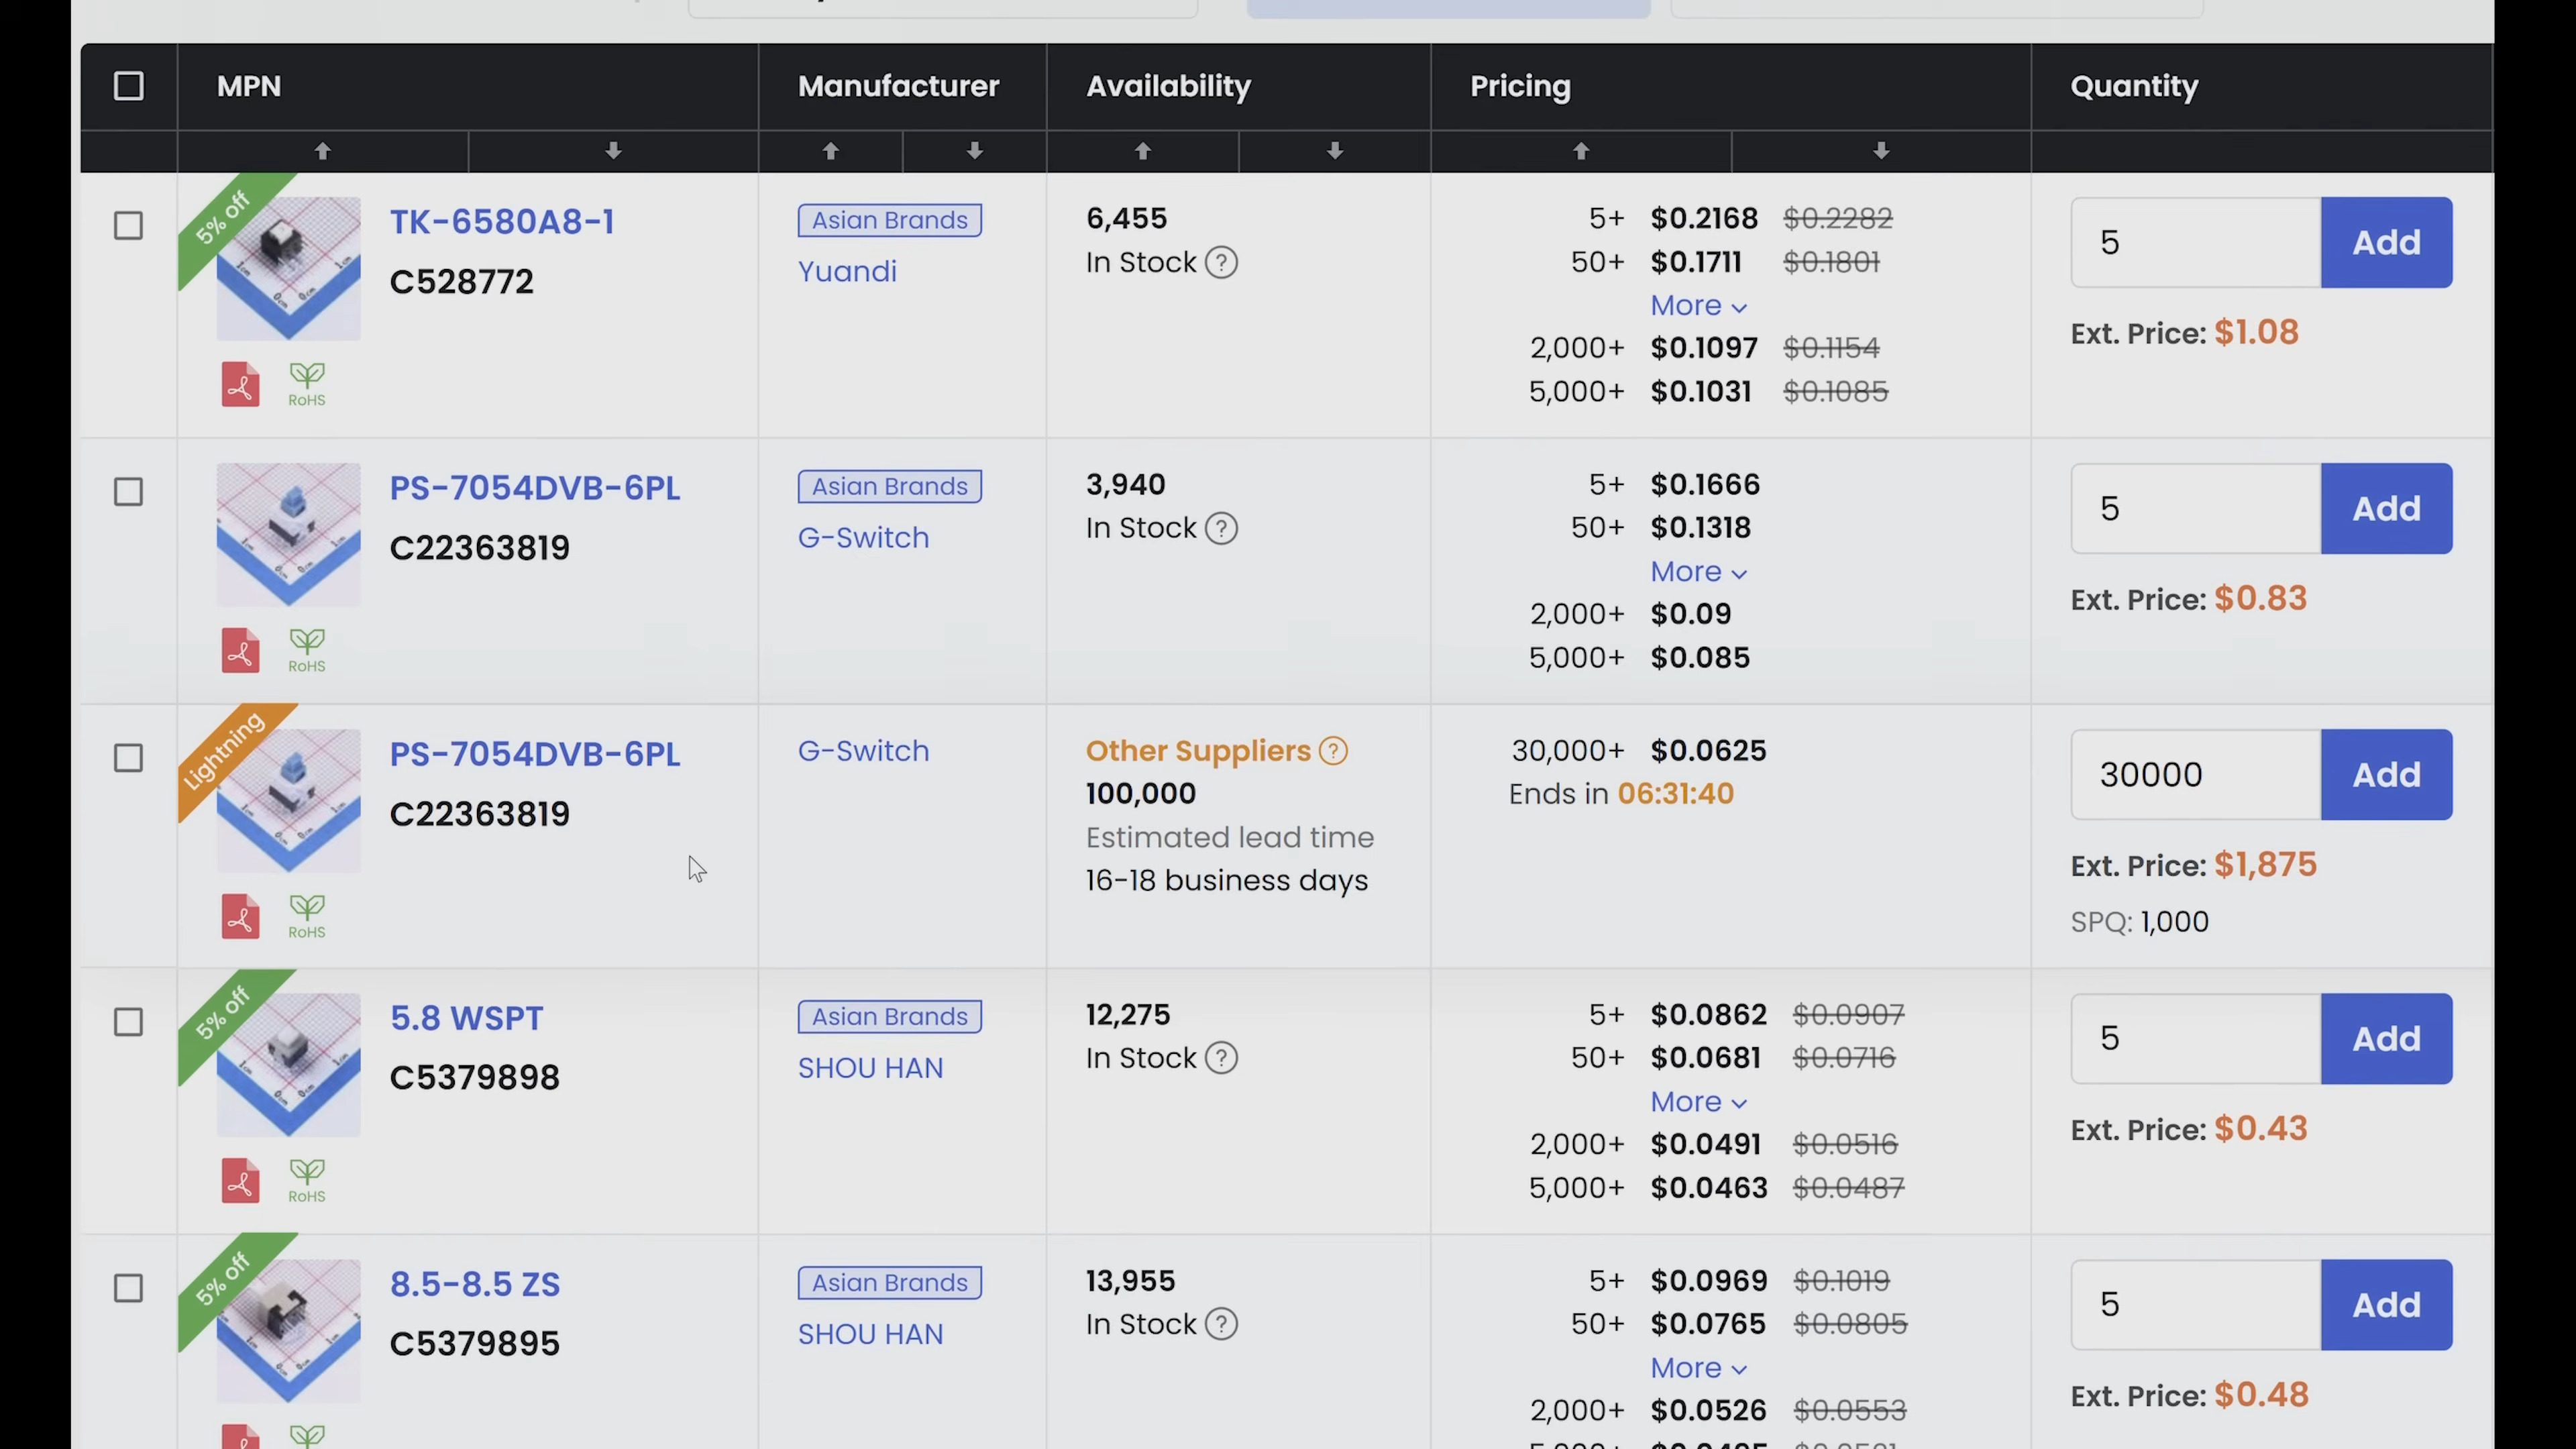 MPN
Manufacturer
Availability
Pricing
Quantity
5% off
TK-6580A8-1
C528772
RoHS
Asian Brands
Yuandi
6,455
In Stock ?
5+ $0.2168 $0.2282
50+ $0.1711 $0.1801
More
2,000+ $0.1097 $0.1154
5,000+ $0.1031 $0.1085
5
Add
Ext. Price: $1.08
PS-7054DVB-6PL
C22363819
RoHS
Asian Brands
G-Switch
3,940
In Stock ?
5+ $0.1666
50+ $0.1318
More
2,000+ $0.09
5,000+ $0.085
5
Add
Ext. Price: $0.83
Lightning
PS-7054DVB-6PL
C22363819
RoHS
G-Switch
Other Suppliers ?
100,000
Estimated lead time
16-18 business days
30,000+ $0.0625
Ends in 06:31:40
30000
Add
Ext. Price: $1,875
SPQ: 1,000
5% off
5.8 WSPT
C5379898
RoHS
Asian Brands
SHOU HAN
12,275
In Stock ?
5+ $0.0862 $0.0907
50+ $0.0681 $0.0716
More
2,000+ $0.0491 $0.0516
5,000+ $0.0463 $0.0487
5
Add
Ext. Price: $0.43
5% off
8.5-8.5 ZS
C5379895
Asian Brands
SHOU HAN
13,955
In Stock ?
5+ $0.0969 $0.1019
50+ $0.0765 $0.0805
More
2,000+ $0.0526 $0.0553
5
Add
Ext. Price: $0.48